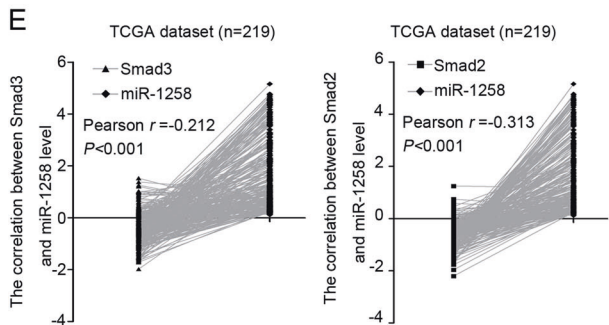 E
TCGA dataset (n=219)
The correlation between Smad3
and miR-1258 level
6
4
2
0
-2
-4
Smad3
miR-1258
Pearson r=-0.212
P<0.001
TCGA dataset (n=219)
The correlation between Smad2
and miR-1258 level
6
4
2
0
-2
-4
Smad2
miR-1258
Pearson r=-0.313
P<0.001